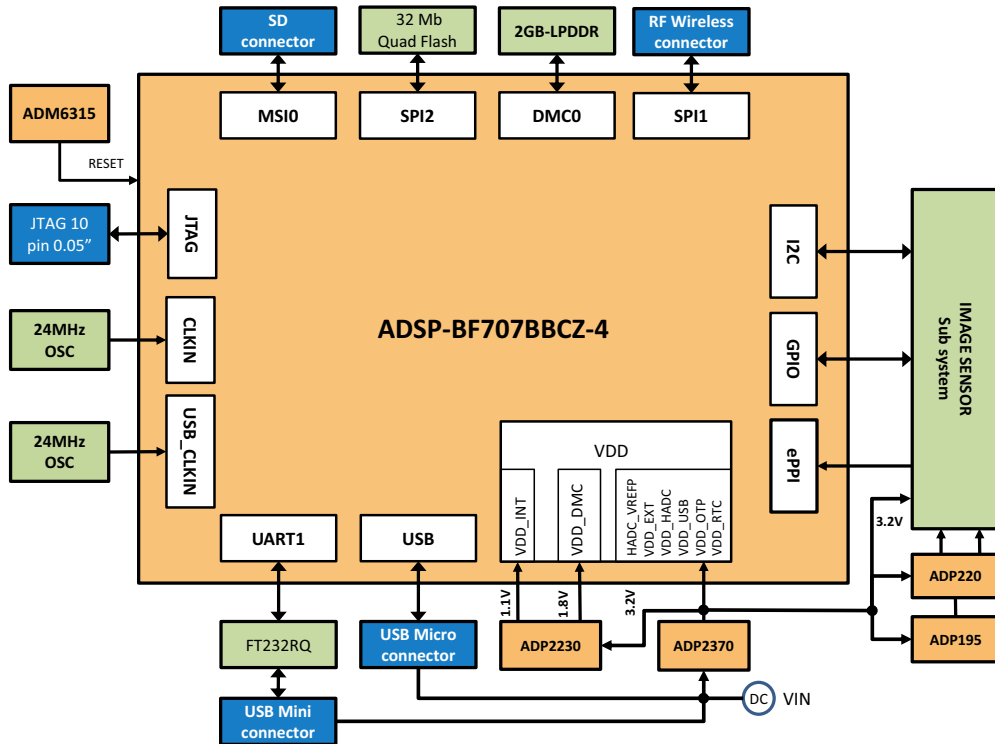 SD
connector
32 Mb
Quad Flash
2GB-LPDDR
RF Wireless
connector
ADM6315
MSI0
SPI2
DMC0
SPI1
RESET
JTAG 10
pin 0.05”
JTAG
I2C
24MHz
OSC
CLKIN
ADSP-BF707BBCZ-4
GPIO
IMAGE SENSOR
Sub system
24MHz
OSC
USB_CLKIN
ePPI
VDD
VDD_INT
VDD_DMC
HADC_VREFP
VDD_EXT
VDD_HADC
VDD_USB
VDD_OTP
VDD_RTC
UART1
USB
3.2V
1.1V
1.8V
3.2V
ADP220
FT232RQ
USB Micro
connector
ADP2230
ADP2370
ADP195
USB Mini
connector
DC
VIN